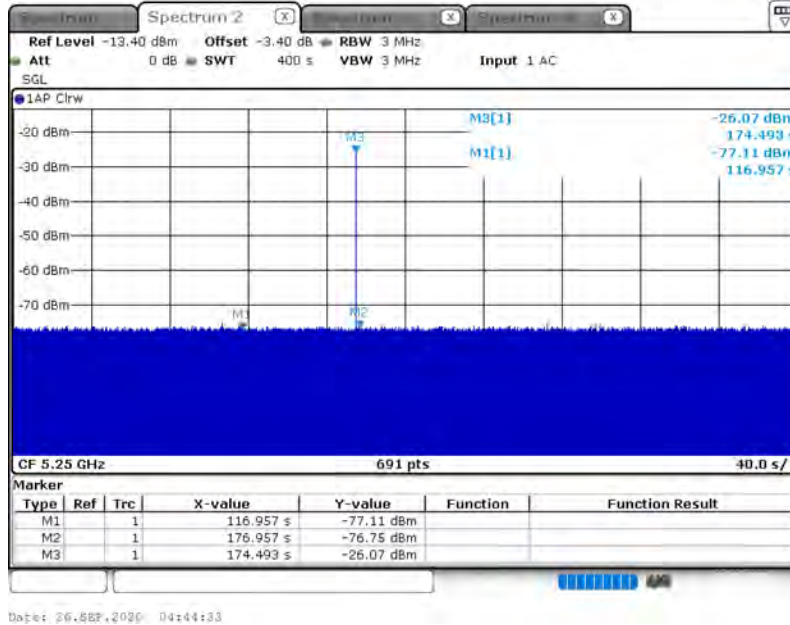 Spectrum 2 X X X
Ref Level -13.40 dBm Offset -3.40 dB RBW 3 MHz
Att 0 dB SWT 400 s VBW 3 MHz Input 1 AC
SGL
1AP Clrw
M3[1] -26.07 dBm
174.493 s
M1[1] -77.11 dBm
116.957 s
-20 dBm
-30 dBm
-40 dBm
-50 dBm
-60 dBm
-70 dBm
M3
M1
M2
CF 5.25 GHz 691 pts 40.0 s/
Marker
Type Ref Trc X-value Y-value Function Function Result
M1 1 116.957 s -77.11 dBm
M2 1 176.957 s -76.75 dBm
M3 1 174.493 s -26.07 dBm
Date: 26.SEP.2020 04:44:33